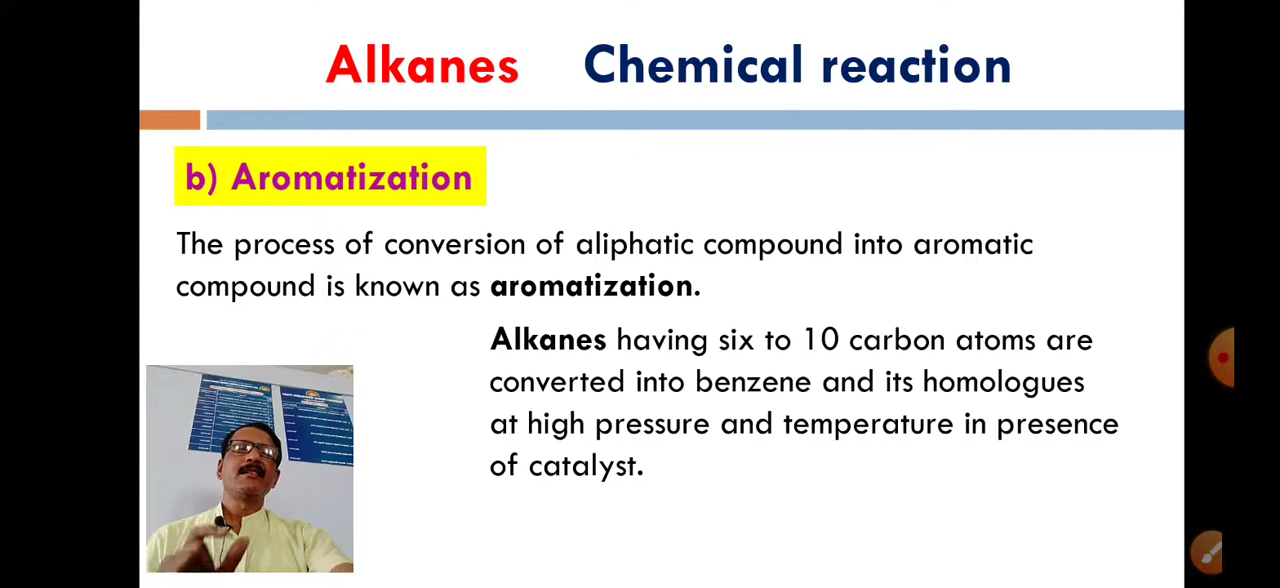 Alkanes Chemical reaction
b) Aromatization
The process of conversion of aliphatic compound into aromatic
compound is known as aromatization.
Alkanes having six to 10 carbon atoms are
converted into benzene and its homologues
at high pressure and temperature in presence
of catalyst.